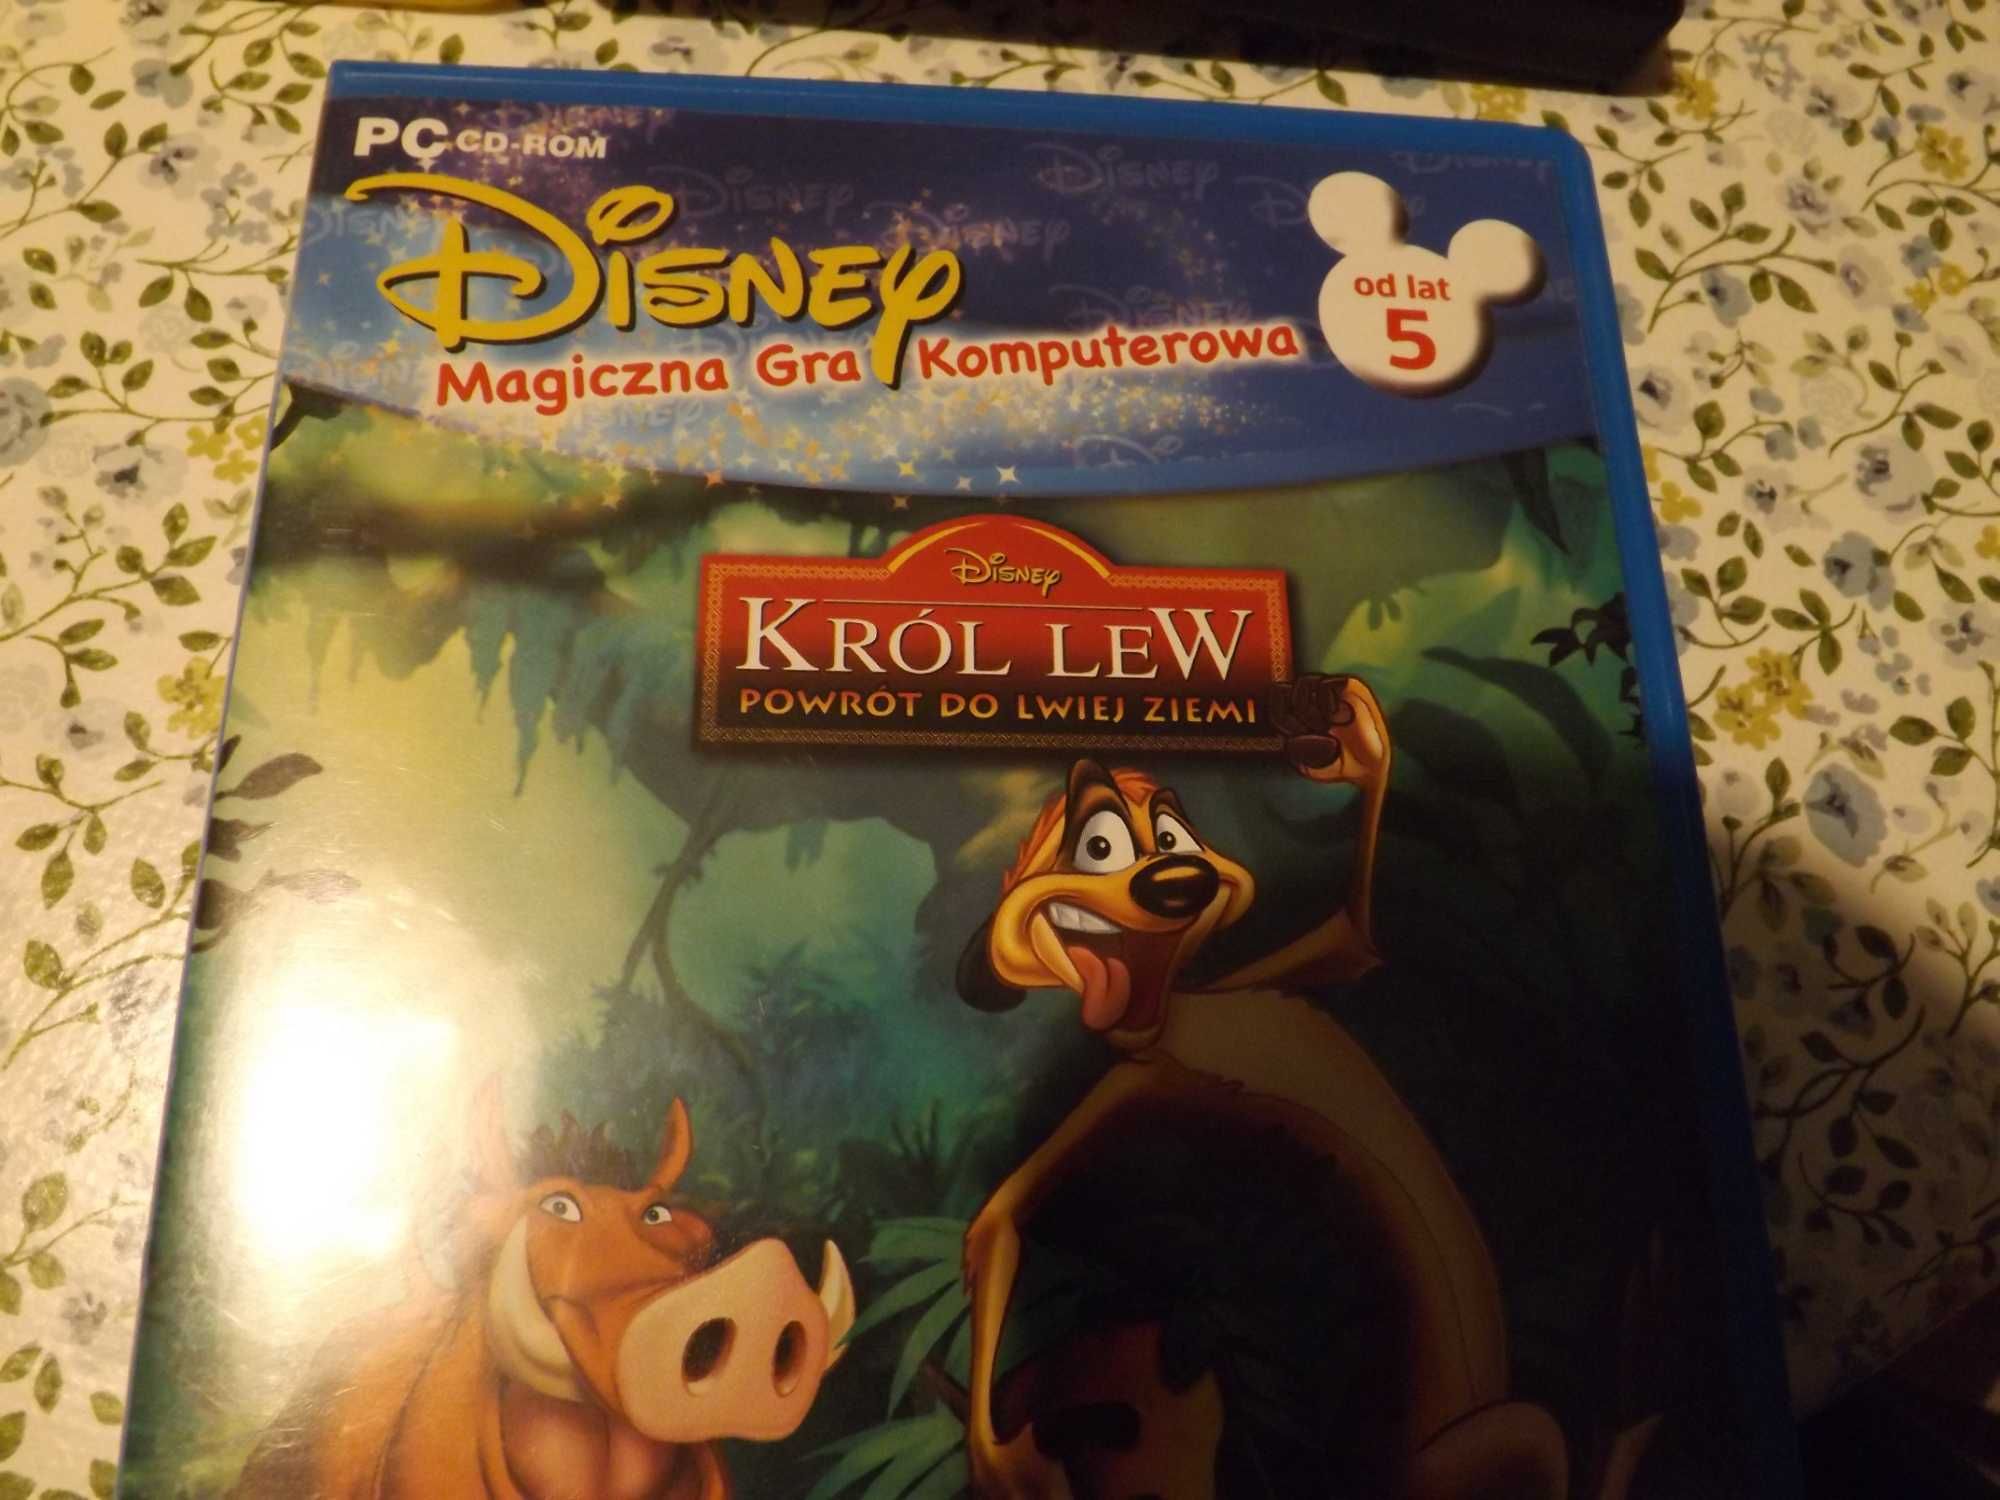 PC CD-ROM
Disney
Magiczna Gra Komputerowa
od lat
5
Disney
KRÓL LEW
POWRÓT DO LWIEJ ZIEMI